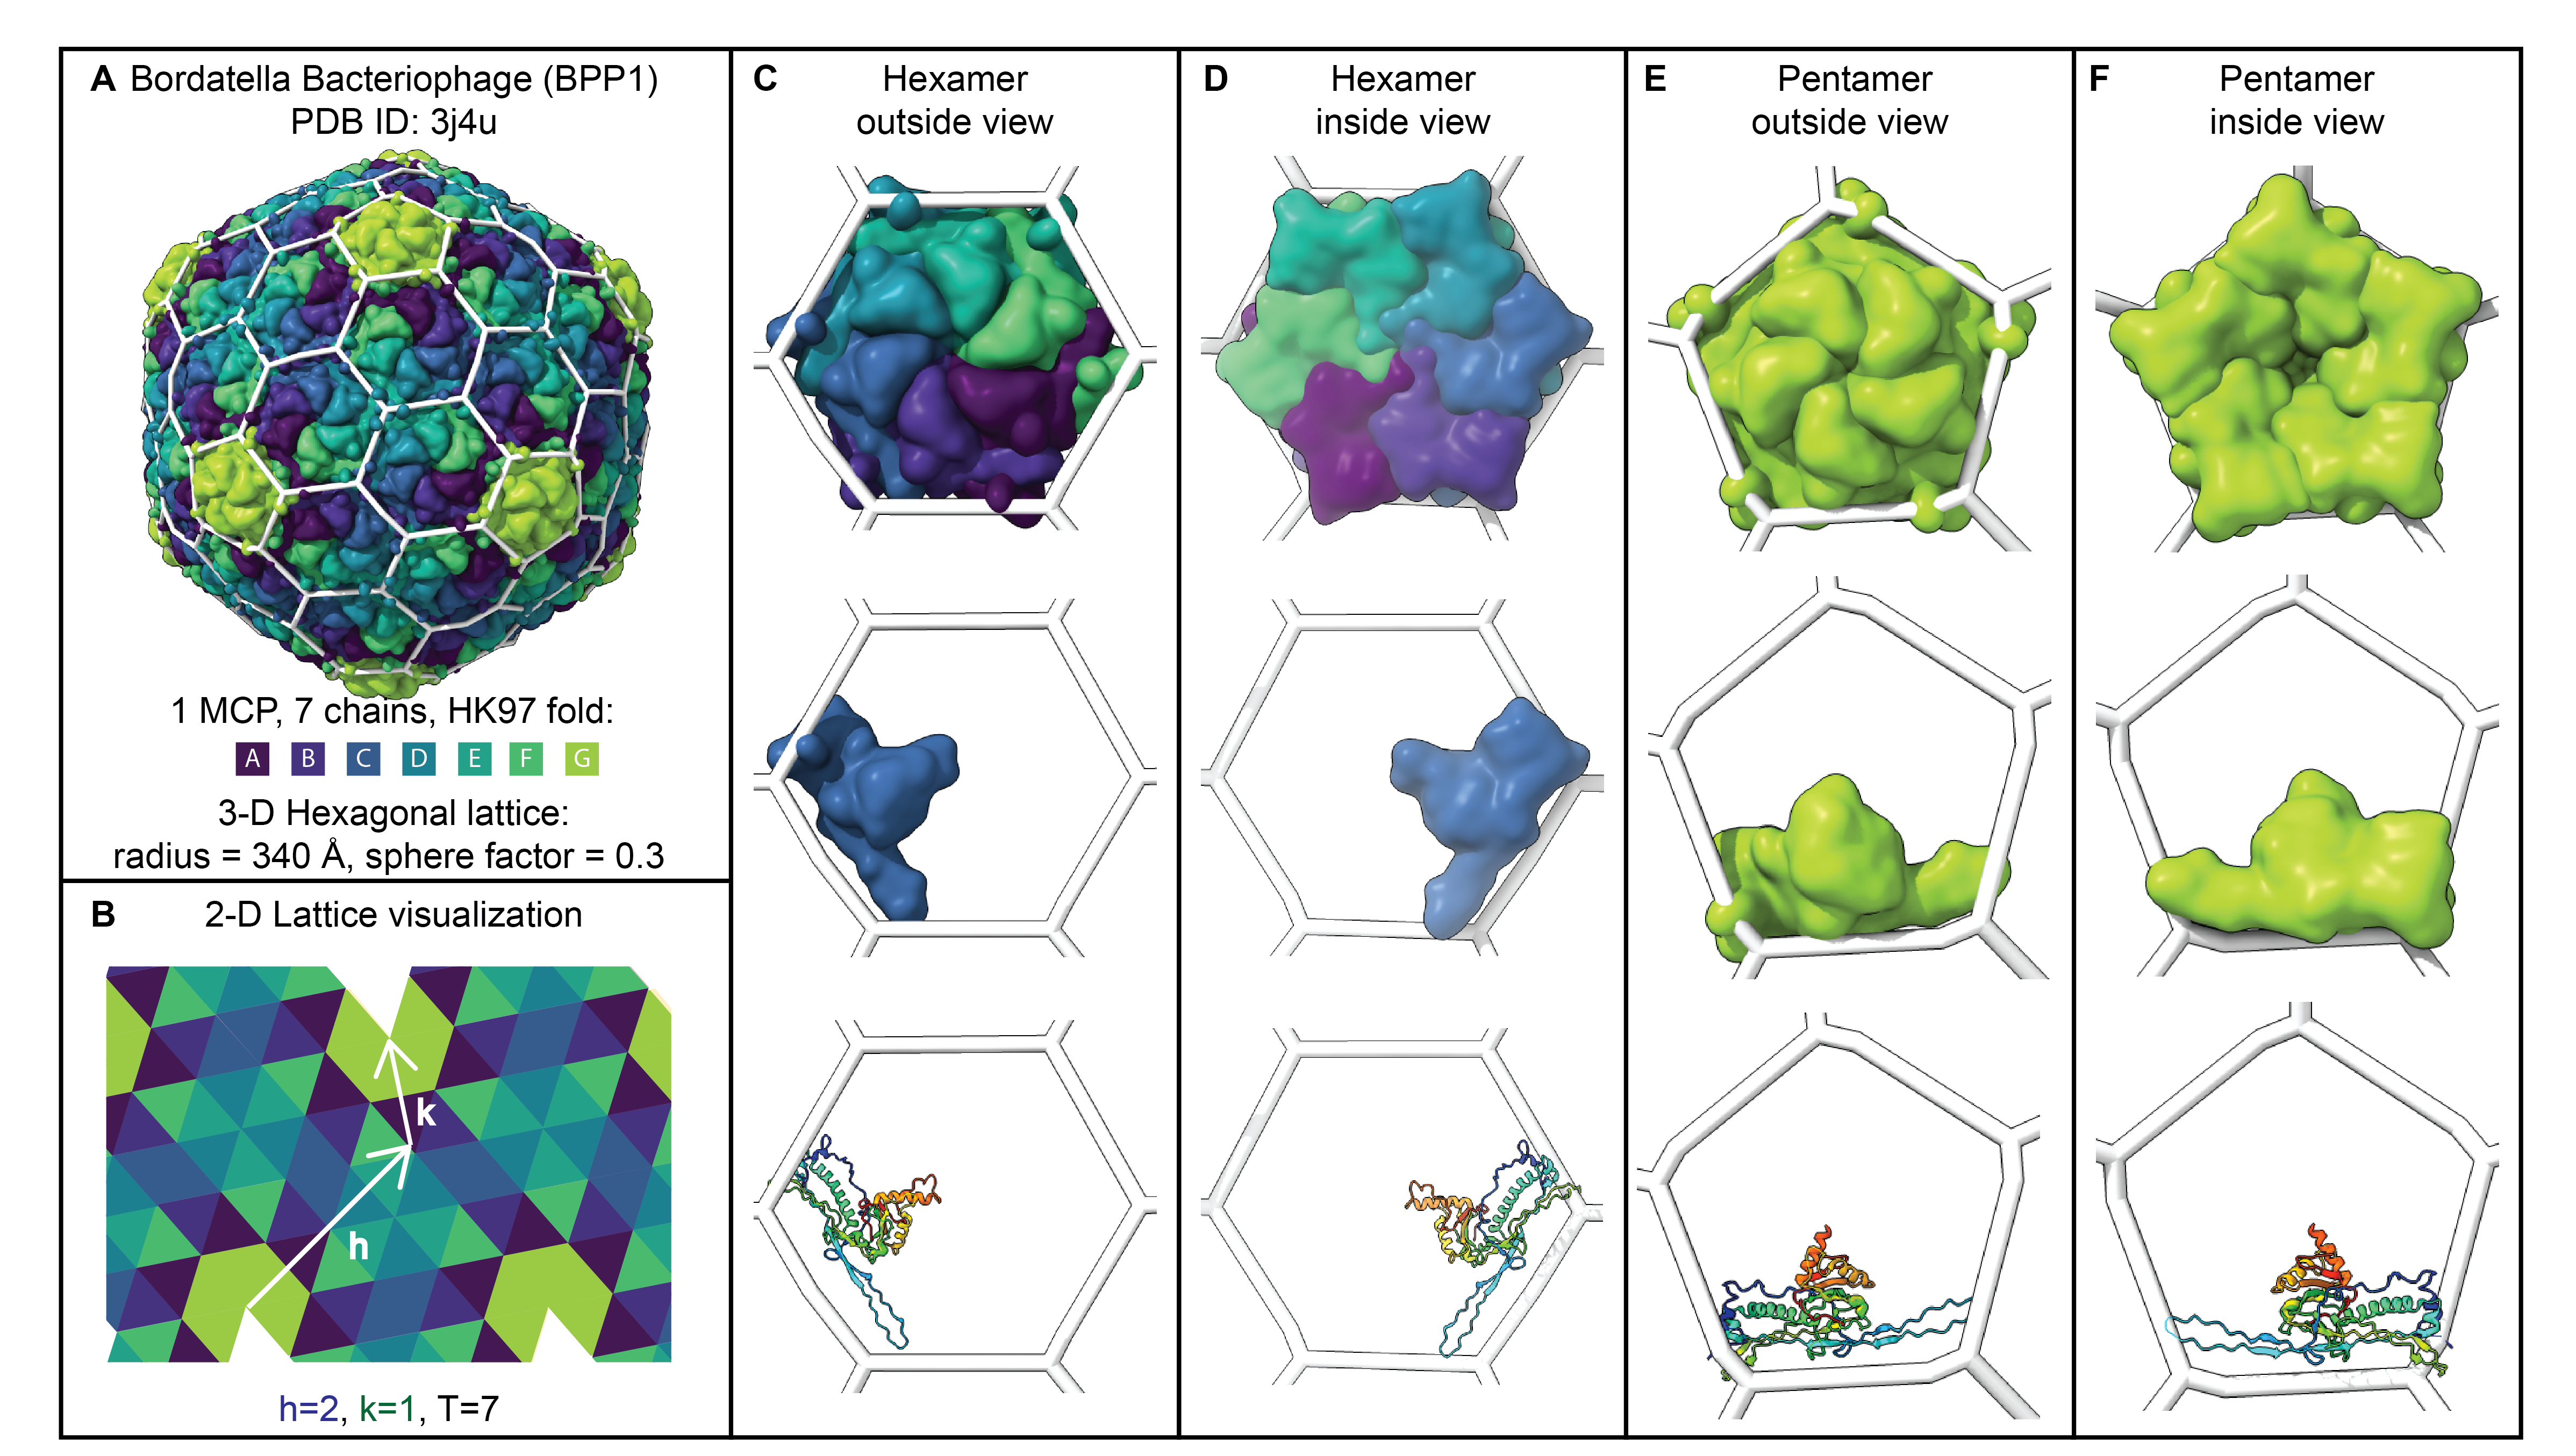 A Bordatella Bacteriophage (BPP1)
PDB ID: 3j4u
1 MCP, 7 chains, HK97 fold:
A B C D E F G
3-D Hexagonal lattice:
radius = 340 Å, sphere factor = 0.3
B 2-D Lattice visualization
k
h
h=2, k=1, T=7
C Hexamer
outside view
D Hexamer
inside view
E Pentamer
outside view
F Pentamer
inside view